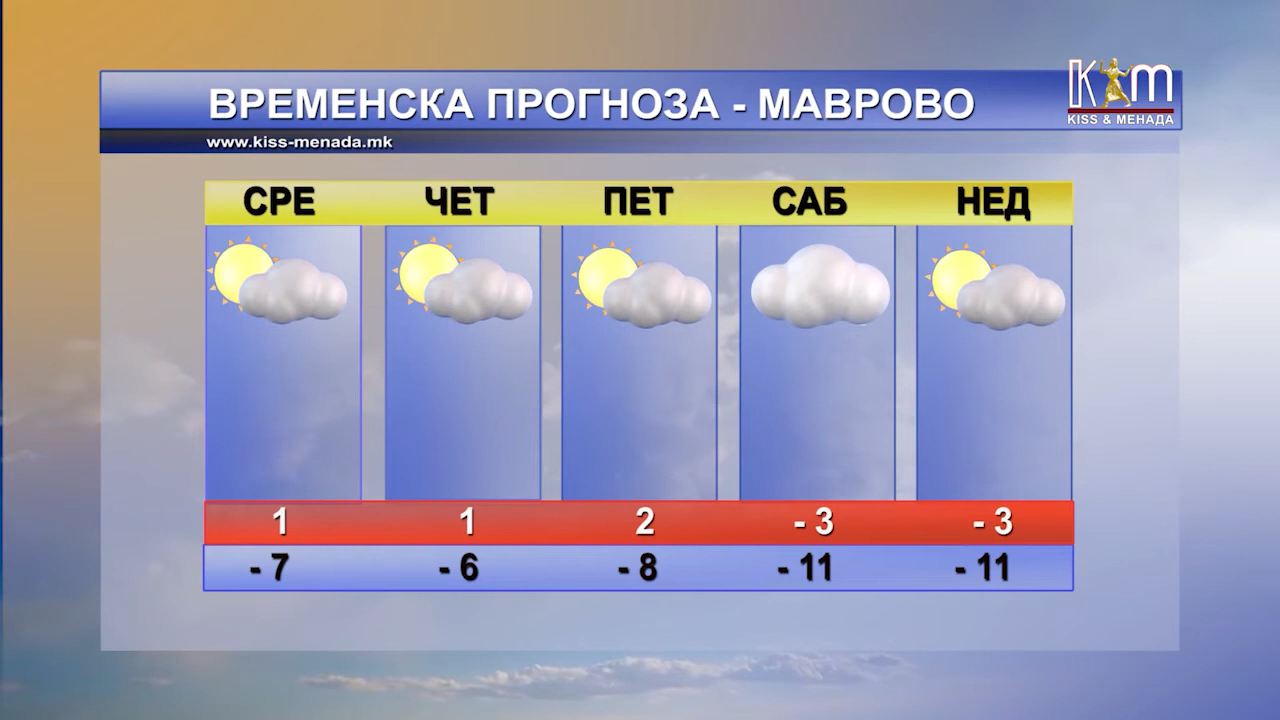 ВРЕМЕНСКА ПРОГНОЗА - МАВРОВО
KM
KISS & МЕНАДА
www.kiss-menada.mk
СРЕ ЧЕТ ПЕТ САБ НЕД
1 1 2 - 3 - 3
- 7 - 6 - 8 - 11 - 11